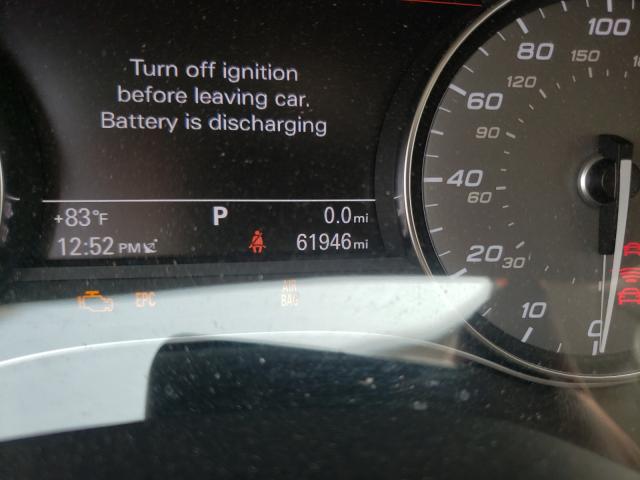 Turn off ignition
before leaving car.
Battery is discharging
+83°F P 0.0mi
12:52 PM 61946mi
EPC AIR BAG
100
80
60
40
20
10
0
150
120
90
60
30